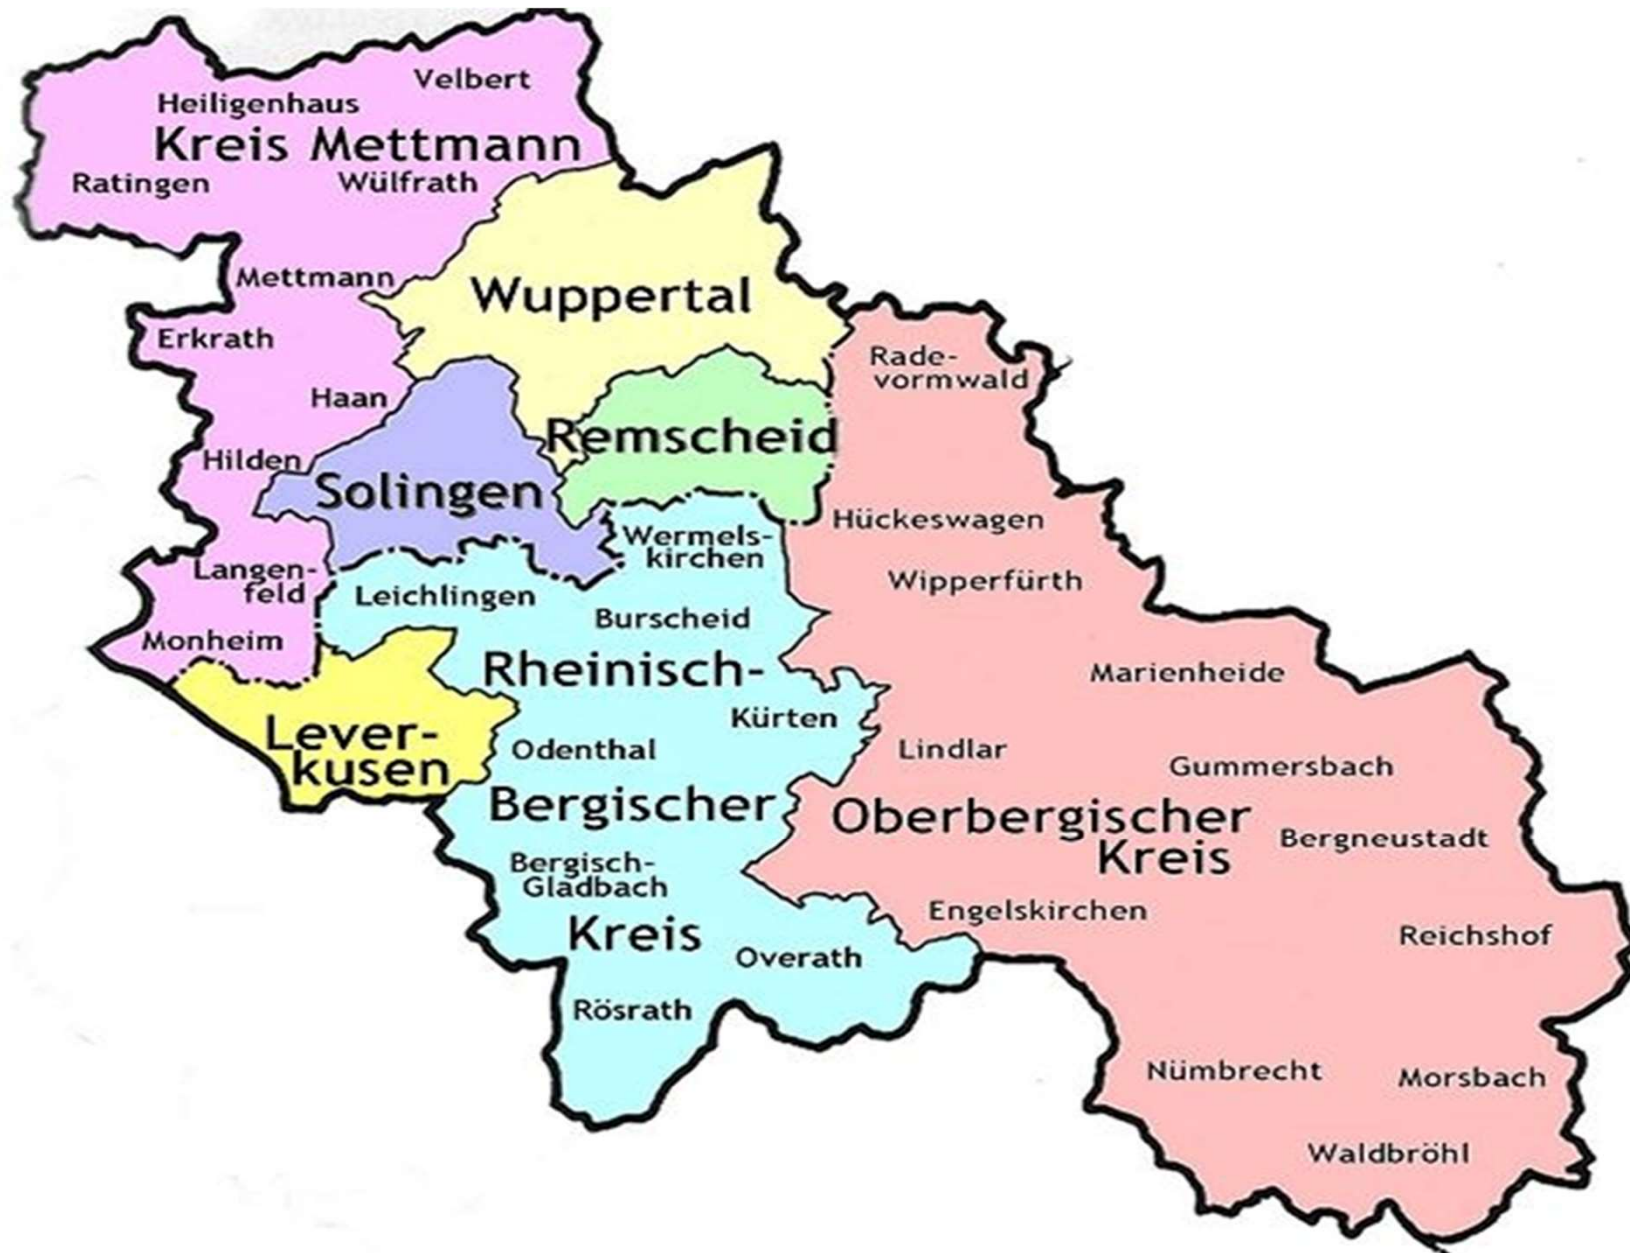 Velbert
Heiligenhaus
Kreis Mettmann
Ratingen
Wülfrath
Mettmann
Wuppertal
Erkrath
Rade-
vormwald
Haan
Remscheid
Hilden
Solingen
Hückeswagen
Wermels-
kirchen
Langen-
feld
Wipperfürth
Leichlingen
Burscheid
Monheim
Rheinisch-
Marienheide
Kürten
Lever-
kusen
Odenthal
Lindlar
Gummersbach
Bergischer
Oberbergischer
Kreis
Bergneustadt
Bergisch-
Gladbach
Engelskirchen
Kreis
Reichshof
Overath
Rösrath
Nümbrecht
Morsbach
Waldbröhl